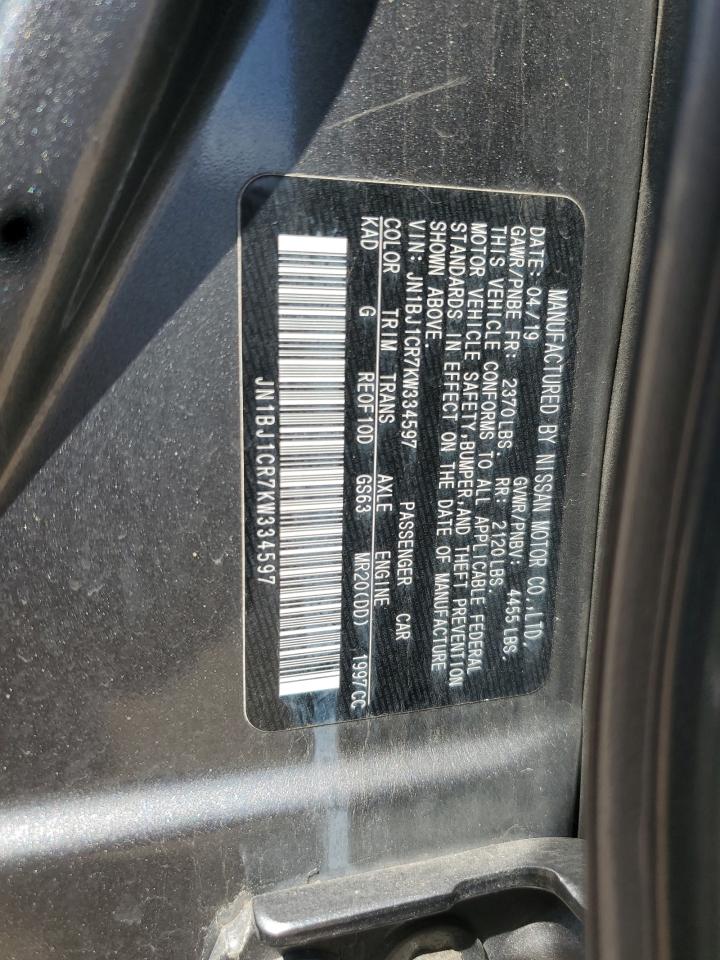 MANUFACTURED BY NISSAN MOTOR CO.,LTD.
DATE: 04/19 GVWR/PNBV: 4455 LBS.
GAWR/PNBE FR: 2370 LBS. RR: 2120 LBS.
THIS VEHICLE CONFORMS TO ALL APPLICABLE FEDERAL
MOTOR VEHICLE SAFETY, BUMPER, AND THEFT PREVENTION
STANDARDS IN EFFECT ON THE DATE OF MANUFACTURE
SHOWN ABOVE.
VIN: JN1BJ1CR7KW334597 PASSENGER CAR
COLOR TRIM TRANS AXLE ENGINE
KAD G RE0F10D GS63 MR20(DD) 1997CC
JN1BJ1CR7KW334597